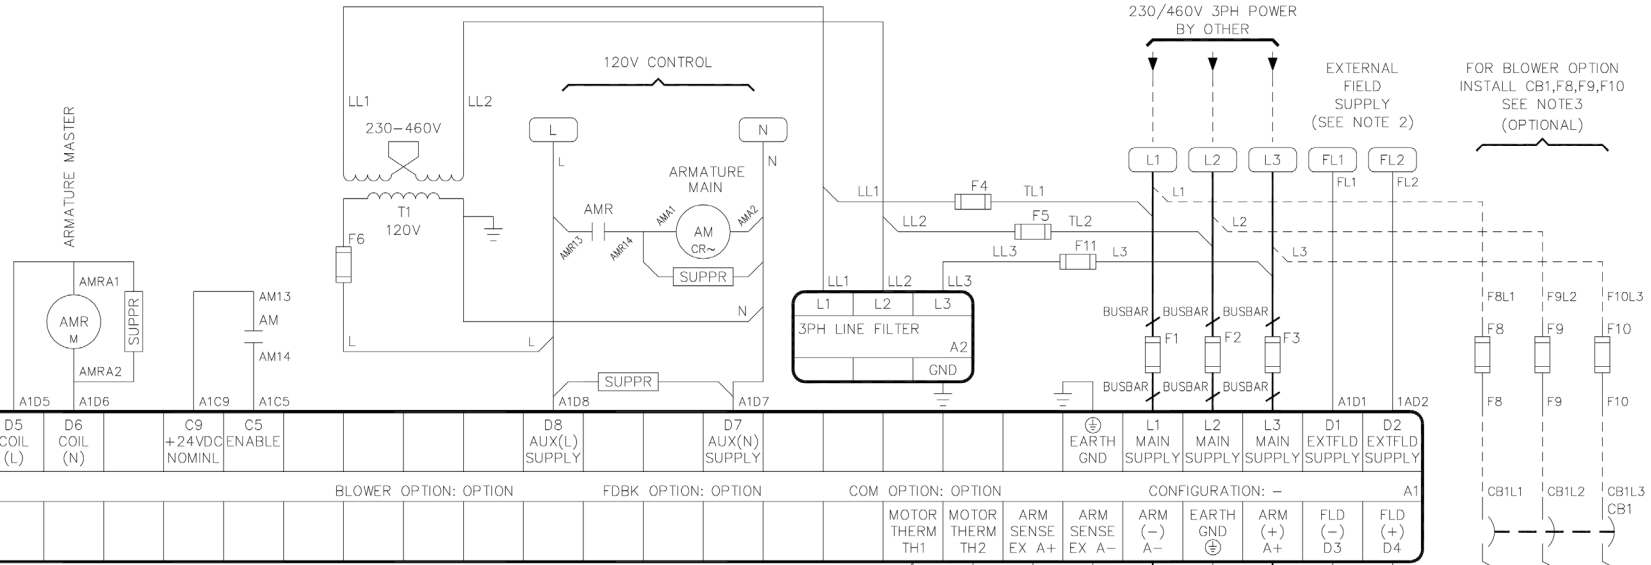 230/460V 3PH POWER
BY OTHER
120V CONTROL
EXTERNAL
FIELD
SUPPLY
(SEE NOTE 2)
FOR BLOWER OPTION
INSTALL CB1,F8,F9,F10
SEE NOTE3
(OPTIONAL)
ARMATURE MASTER
LL1
LL2
230-460V
L
N
L1
L2
L3
FL1
FL2
L
N
ARMATURE
MAIN
FL1
FL2
T1
120V
F6
AMR
AMA1
AMA2
AM
CR~
AMR13
AMR14
SUPPR
LL1
F4
TL1
L1
LL2
F5
TL2
L2
LL3
F11
L3
L3
AMRA1
AMR
M
SUPPR
AMRA2
AM13
AM
AM14
L
L
N
LL1
LL2
LL3
L1
L2
L3
3PH LINE FILTER
A2
GND
BUSBAR
BUSBAR
BUSBAR
F1
F2
F3
BUSBAR
BUSBAR
BUSBAR
F8L1
F9L2
F10L3
F8
F9
F10
F8
F9
F10
SUPPR
A1D5
A1D6
A1C9
A1C5
A1D8
A1D7
A1D1
1AD2
D5
COIL
(L)
D6
COIL
(N)
C9
+24VDC
NOMINL
C5
ENABLE
D8
AUX(L)
SUPPLY
D7
AUX(N)
SUPPLY
EARTH
GND
L1
MAIN
SUPPLY
L2
MAIN
SUPPLY
L3
MAIN
SUPPLY
D1
EXTFLD
SUPPLY
D2
EXTFLD
SUPPLY
BLOWER OPTION: OPTION
FDBK OPTION: OPTION
COM OPTION: OPTION
CONFIGURATION: -
A1
MOTOR
THERM
TH1
MOTOR
THERM
TH2
ARM
SENSE
EX A+
ARM
SENSE
EX A-
ARM
(-)
A-
EARTH
GND
ARM
(+)
A+
FLD
(-)
D3
FLD
(+)
D4
CB1L1
CB1L2
CB1L3
CB1